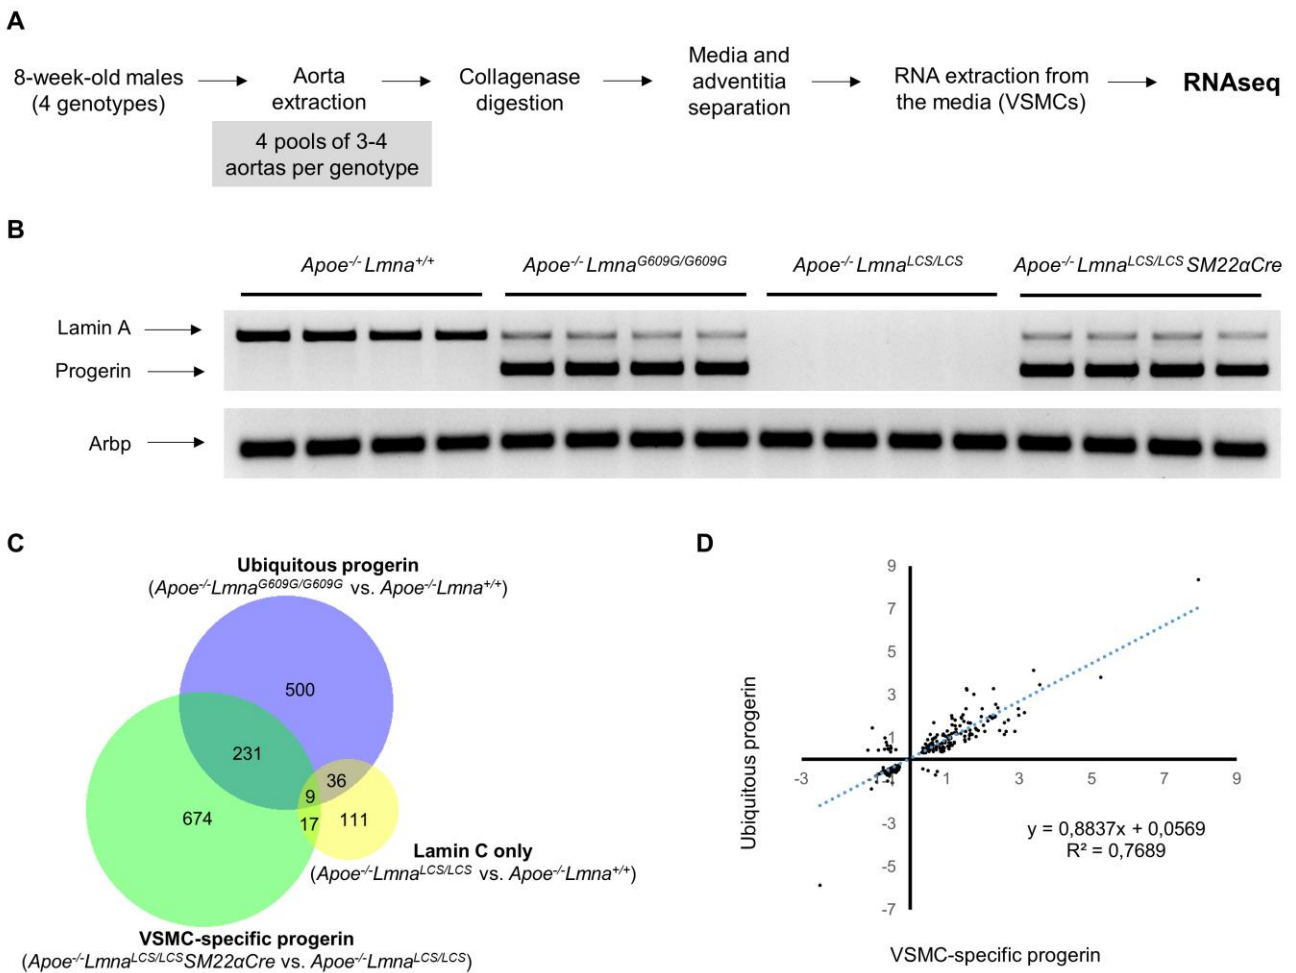 A
8-week-old males
(4 genotypes)
Aorta
extraction
4 pools of 3-4
aortas per genotype
Collagenase
digestion
Media and
adventitia
separation
RNA extraction from
the media (VSMCs)
RNAseq
B
Apoe-/- Lmna+/+
Apoe-/- LmnaG609G/G609G
Apoe-/- LmnaLCS/LCS
Apoe-/- LmnaLCS/LCS SM22αCre
Lamin A
Progerin
Arbp
C
Ubiquitous progerin
(Apoe-/-LmnaG609G/G609G vs. Apoe-/-Lmna+/+)
500
231
36
9
674
17
111
Lamin C only
(Apoe-/-LmnaLCS/LCS vs. Apoe-/-Lmna+/+)
VSMC-specific progerin
(Apoe-/-LmnaLCS/LCSSM22αCre vs. Apoe-/-LmnaLCS/LCS)
D
Ubiquitous progerin
9
7
5
3
1
-1
-3
-5
-7
-3
1
3
5
7
9
y = 0,8837x + 0,0569
R² = 0,7689
VSMC-specific progerin